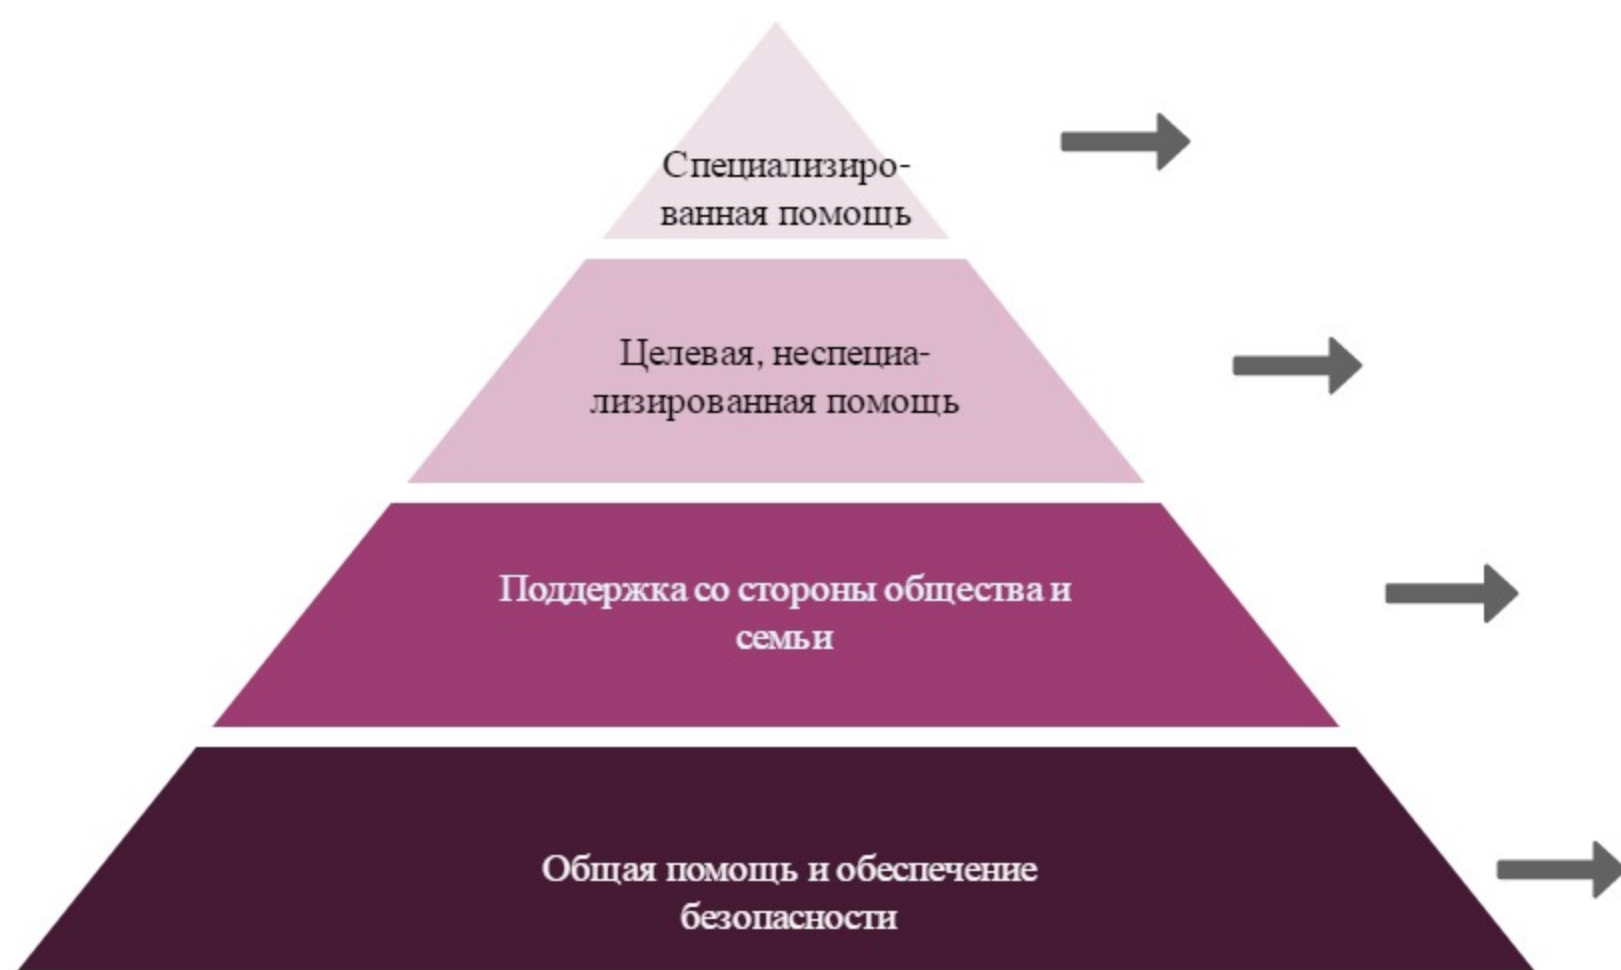 Специализиро-
ванная помощь
Целевая, неспециа-
лизированная помощь
Поддержка со стороны общества и
семьи
Общая помощь и обеспечение
безопасности